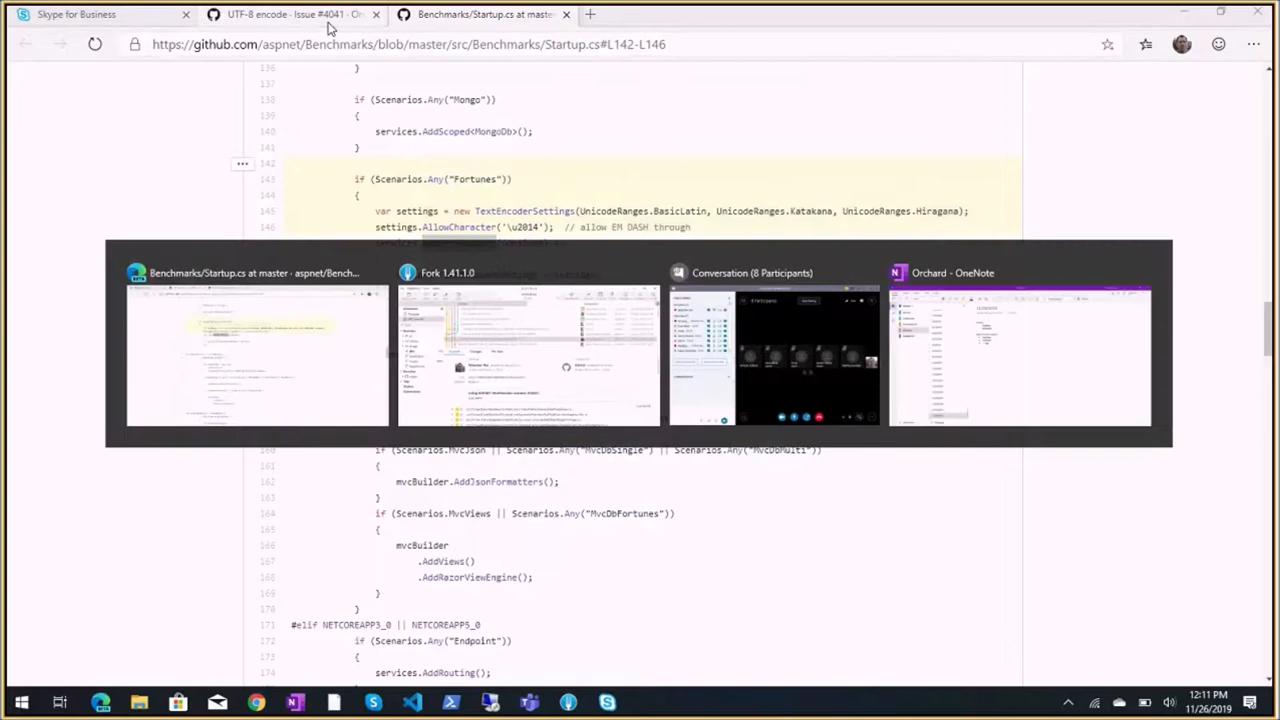 Skype for Business
UTF-8 encode · Issue #4041 · Or
Benchmarks/Startup.cs at master
https://github.com/aspnet/Benchmarks/blob/master/src/Benchmarks/Startup.cs#L142-L146
136 }
137
138 if (Scenarios.Any("Mongo"))
139 {
140 services.AddScoped<MongoDb>();
141 }
142
143 if (Scenarios.Any("Fortunes"))
144 {
145 var settings = new TextEncoderSettings(UnicodeRanges.BasicLatin, UnicodeRanges.Katakana, UnicodeRanges.Hiragana);
146 settings.AllowCharacter('\u2014'); // allow EM DASH through
Benchmarks/Startup.cs at master · aspnet/Bench...
Fork 1.41.1.0
Conversation (8 Participants)
Orchard - OneNote
160 if (Scenarios.MvcJson || Scenarios.Any("MvcDbSingle") || Scenarios.Any("MvcDbMulti"))
161 {
162 mvcBuilder.AddJsonFormatters();
163 }
164 if (Scenarios.MvcViews || Scenarios.Any("MvcDbFortunes"))
165 {
166 mvcBuilder
167 .AddViews()
168 .AddRazorViewEngine();
169 }
170 }
171 #elif NETCOREAPP3_0 || NETCOREAPP5_0
172 if (Scenarios.Any("Endpoint"))
173 {
174 services.AddRouting();
12:11 PM
11/26/2019